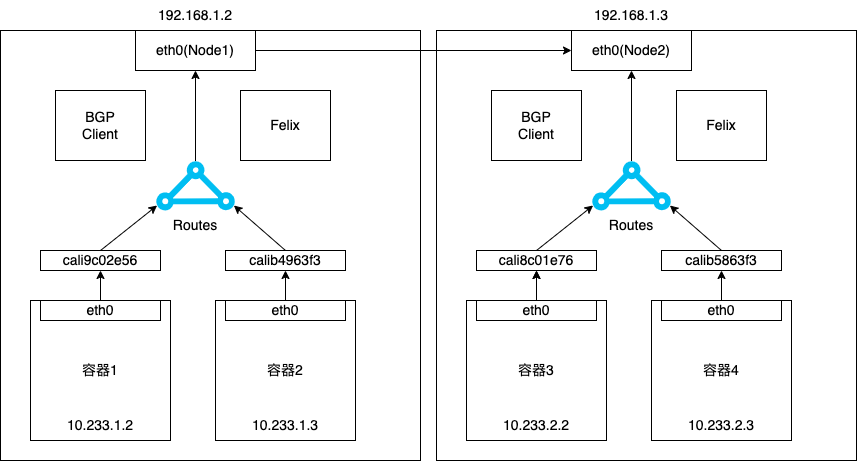 192.168.1.2
eth0(Node1)
BGP
Client
Felix
Routes
cali9c02e56
calib4963f3
eth0
eth0
容器1
容器2
10.233.1.2
10.233.1.3
192.168.1.3
eth0(Node2)
BGP
Client
Felix
Routes
cali8c01e76
calib5863f3
eth0
eth0
容器3
容器4
10.233.2.2
10.233.2.3